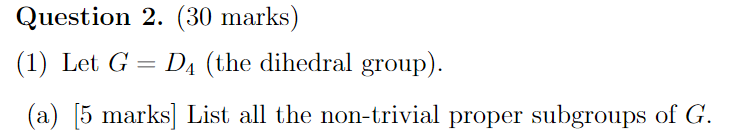 Question 2. (30 marks)
(1) Let G = D₄ (the dihedral group).
(a) [5 marks] List all the non-trivial proper subgroups of G.